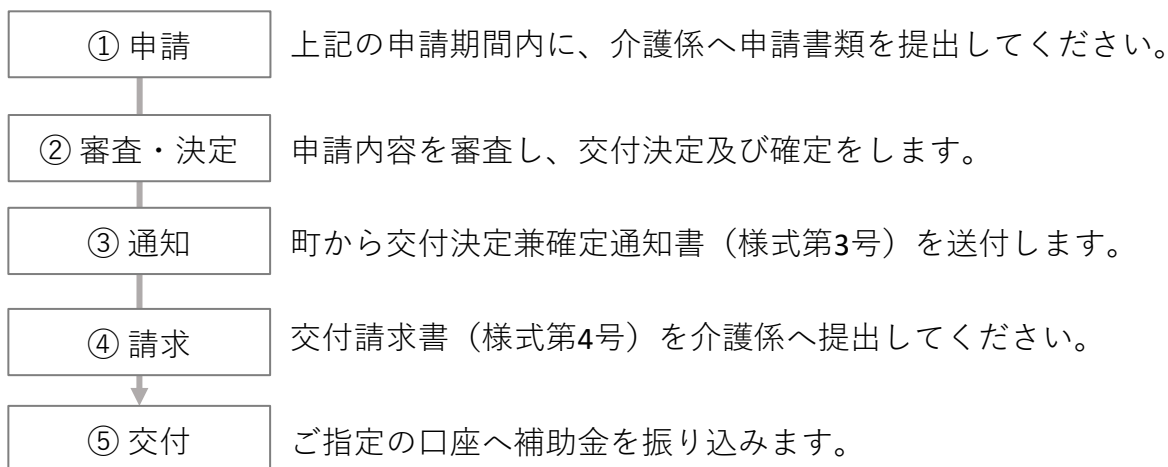 ① 申請 上記の申請期間内に、介護係へ申請書類を提出してください。
② 審査・決定 申請内容を審査し、交付決定及び確定をします。
③ 通知 町から交付決定兼確定通知書（様式第3号）を送付します。
④ 請求 交付請求書（様式第4号）を介護係へ提出してください。
⑤ 交付 ご指定の口座へ補助金を振り込みます。